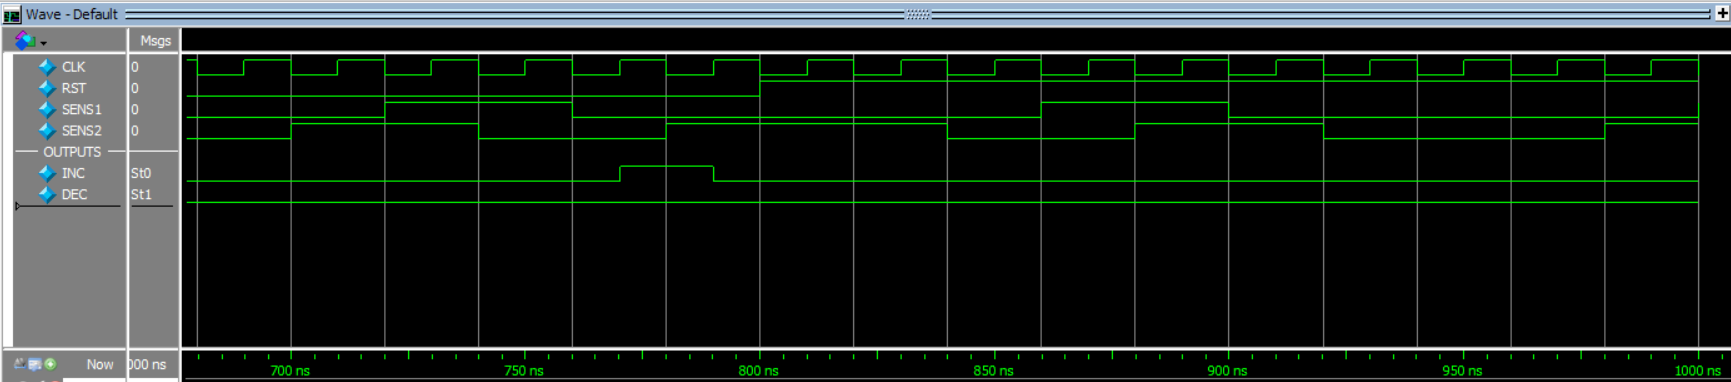 Wave - Default
Msgs
CLK 0
RST 0
SENS1 0
SENS2 0
OUTPUTS
INC St0
DEC St1
Now 000 ns
700 ns 750 ns 800 ns 850 ns 900 ns 950 ns 1000 ns